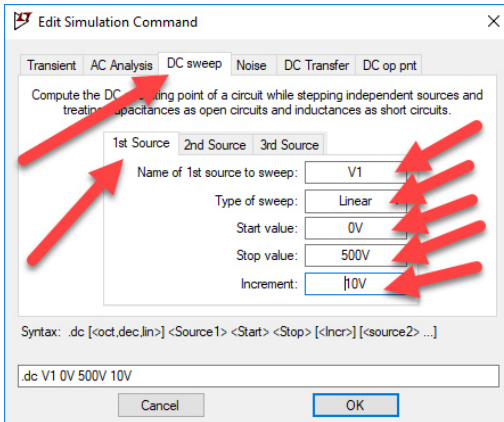 Edit Simulation Command
Transient AC Analysis DC sweep Noise DC Transfer DC op pnt
Compute the DC point of a circuit while stepping independent sources and
capacitances as open circuits and inductances as short circuits.
1st Source 2nd Source 3rd Source
Name of 1st source to sweep: V1
Type of sweep: Linear
Start value: 0V
Stop value: 500V
Increment: 10V
Syntax: .dc [<oct,dec,lin>] <Source1> <Start> <Stop> [<Incr>] [<source2> ...]
.dc V1 0V 500V 10V
Cancel OK